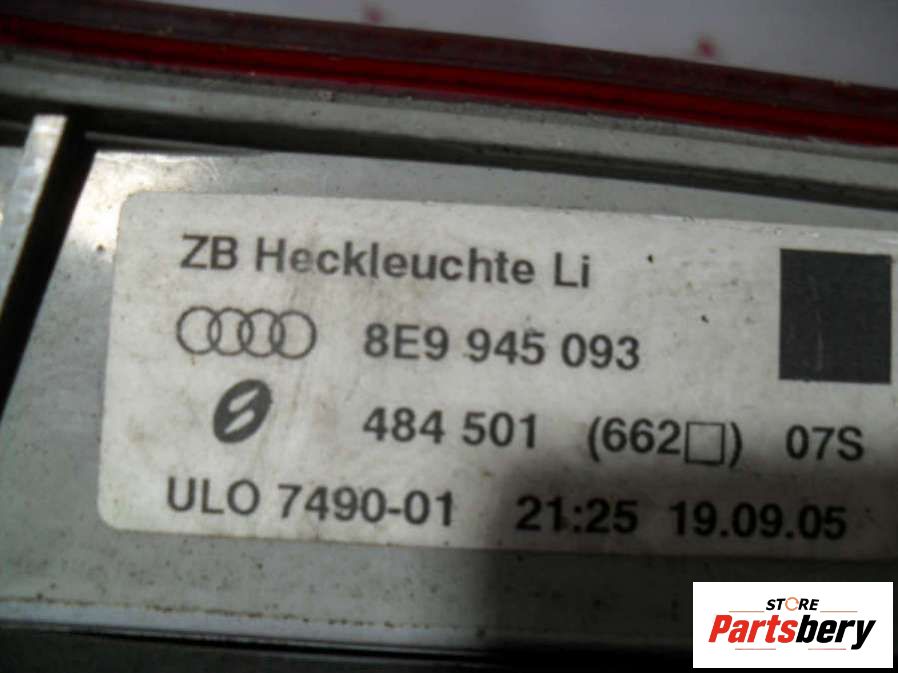 ZB Heckleuchte Li
8E9 945 093
484 501 (662□) 07S
ULO 7490-01 21:25 19.09.05
STORE
Partsbery